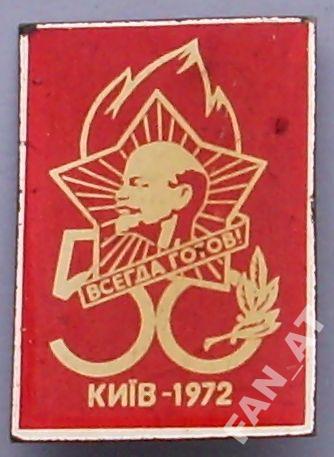 ВСЕГДА ГОТОВ!
50
КИЇВ - 1972
FAN_AT